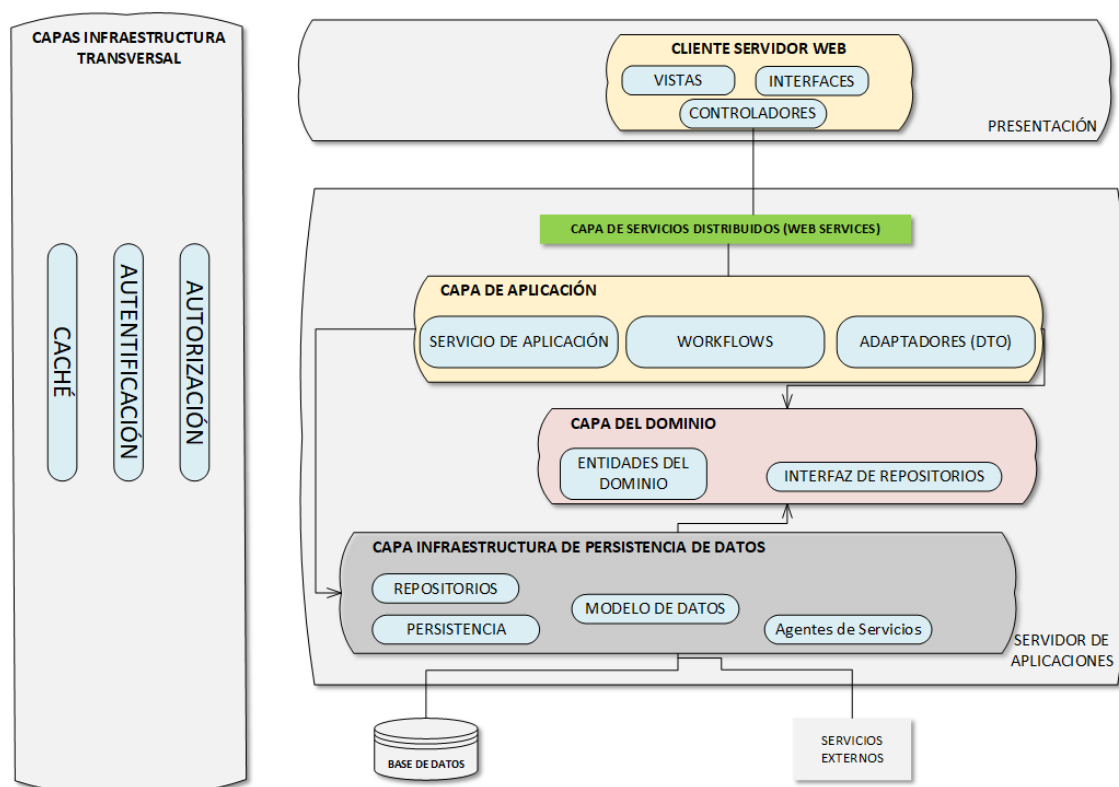 CAPAS INFRAESTRUCTURA
TRANSVERSAL
CACHÉ
AUTENTIFICACIÓN
AUTORIZACIÓN
CLIENTE SERVIDOR WEB
VISTAS
INTERFACES
CONTROLADORES
PRESENTACIÓN
CAPA DE SERVICIOS DISTRIBUIDOS (WEB SERVICES)
CAPA DE APLICACIÓN
SERVICIO DE APLICACIÓN
WORKFLOWS
ADAPTADORES (DTO)
CAPA DEL DOMINIO
ENTIDADES DEL
DOMINIO
INTERFAZ DE REPOSITORIOS
CAPA INFRAESTRUCTURA DE PERSISTENCIA DE DATOS
REPOSITORIOS
MODELO DE DATOS
PERSISTENCIA
Agentes de Servicios
SERVIDOR DE
APLICACIONES
BASE DE DATOS
SERVICIOS
EXTERNOS